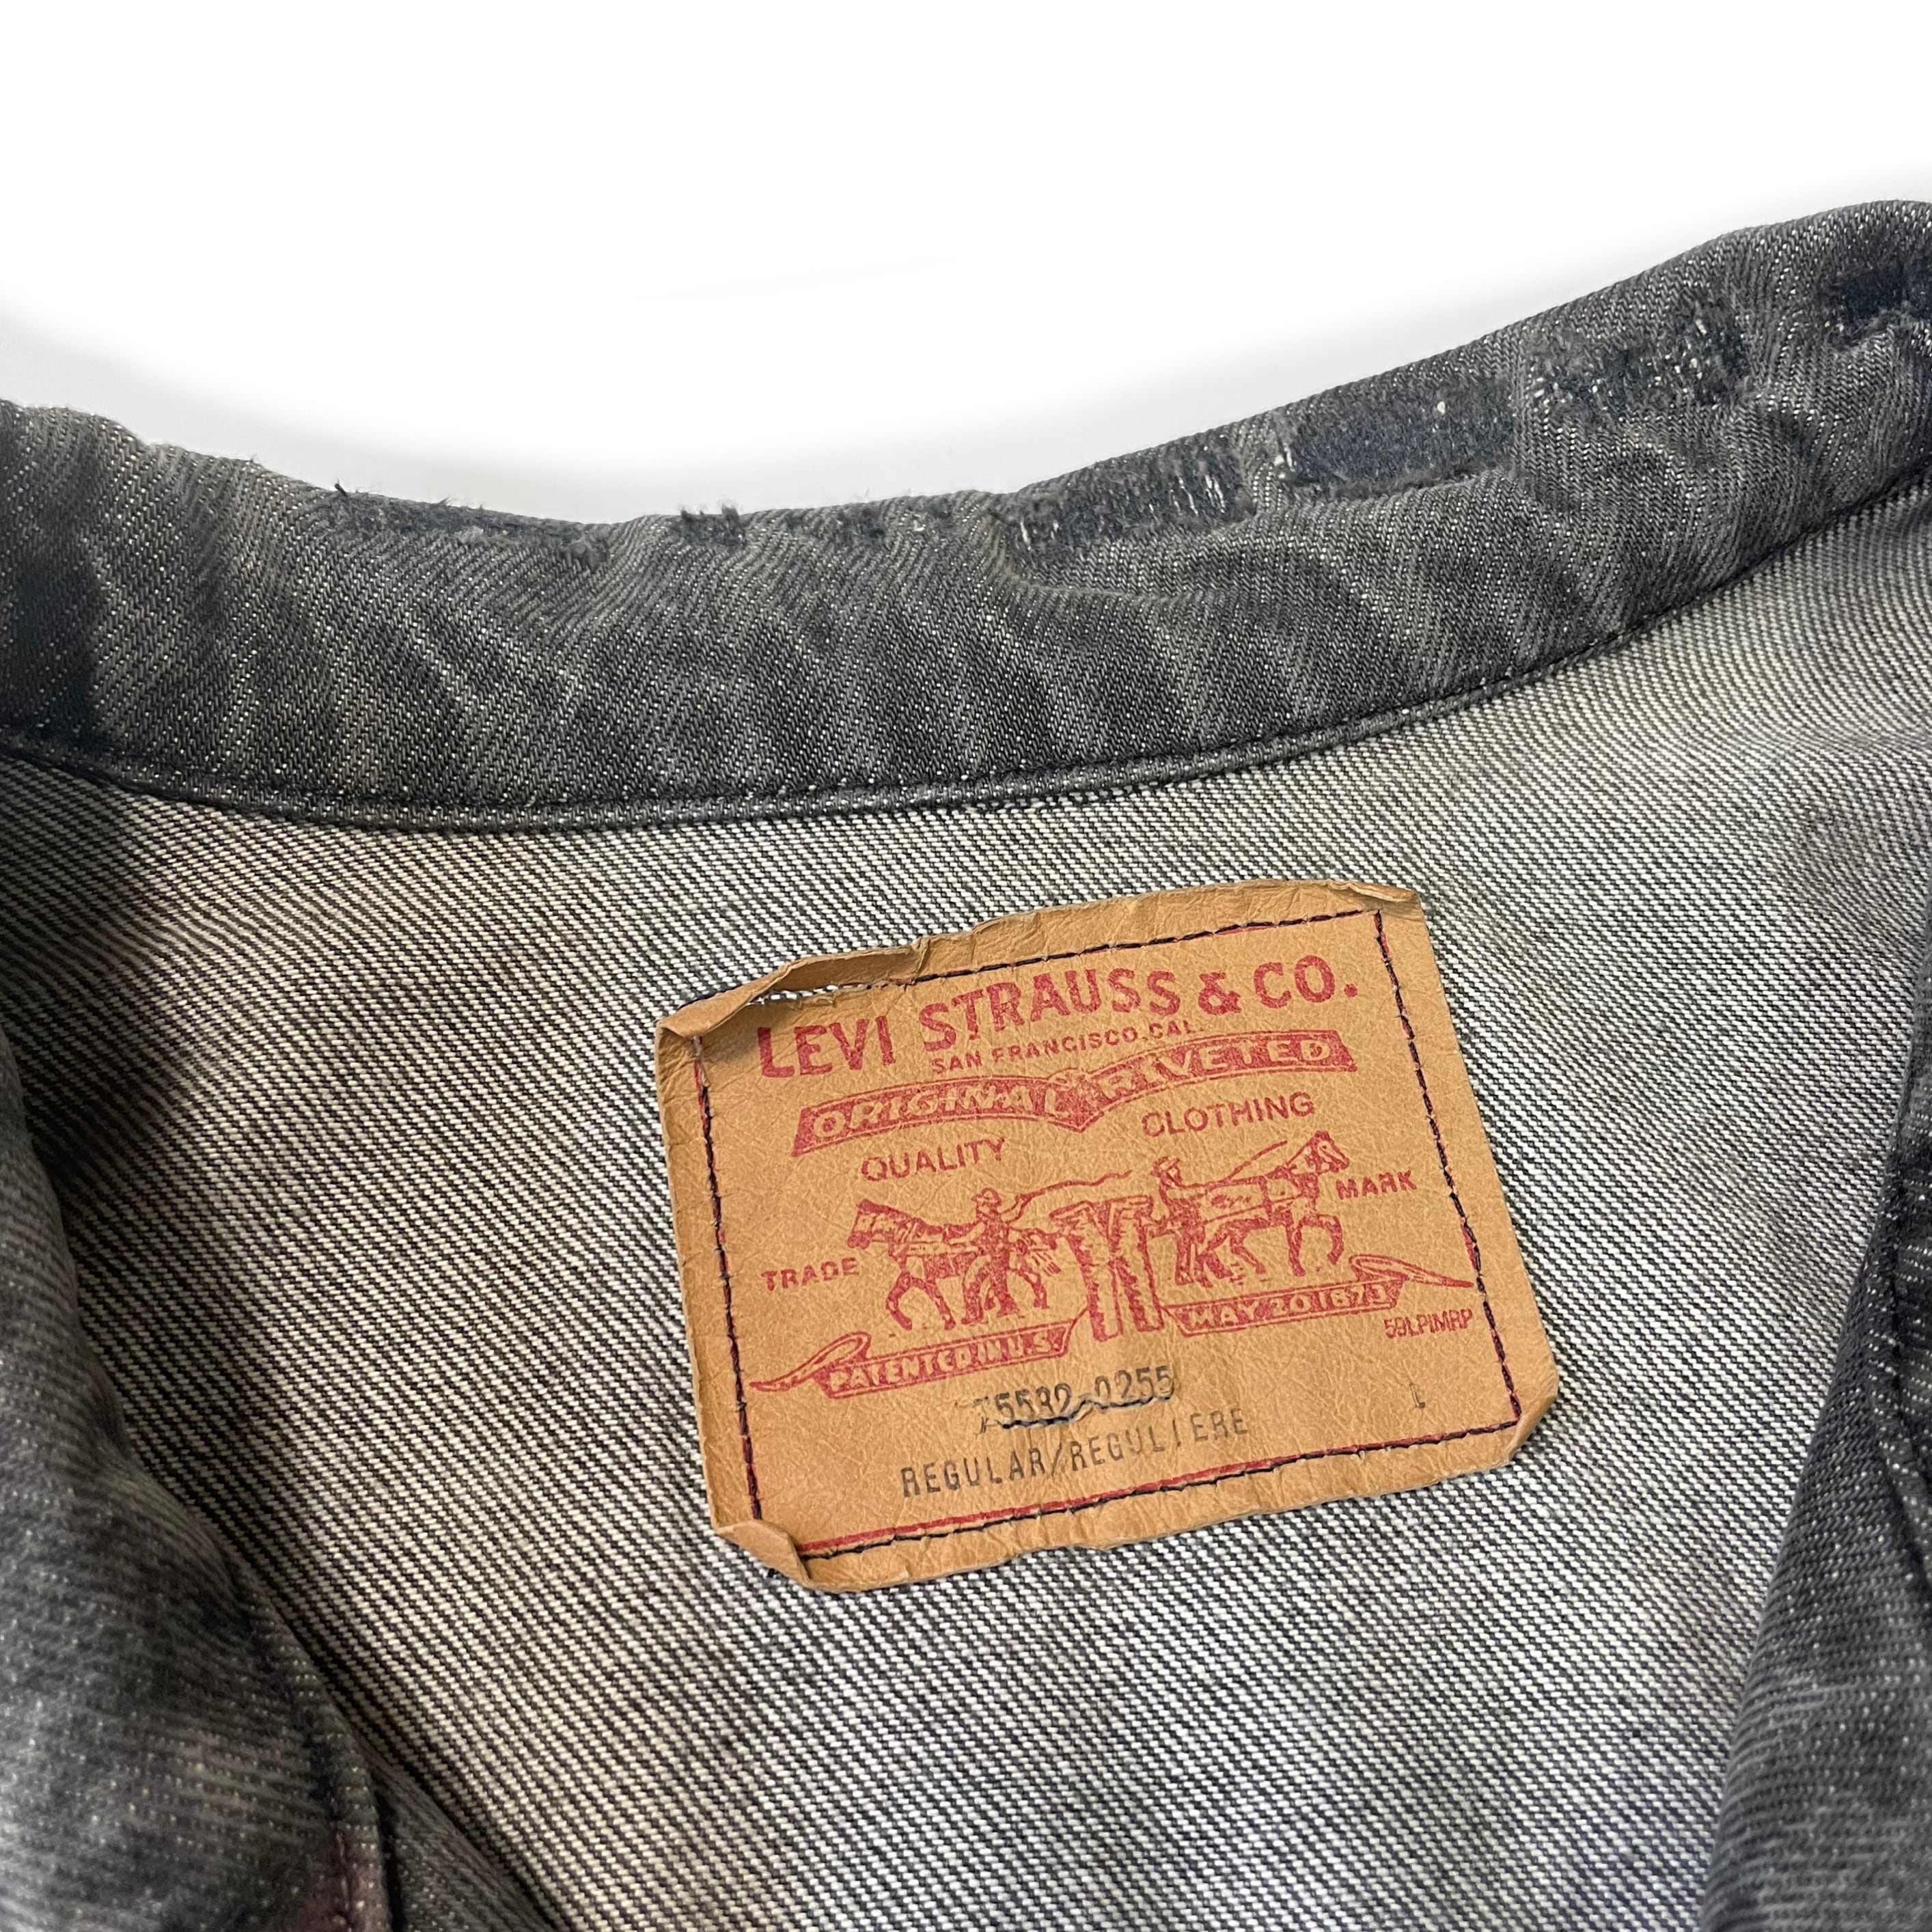 LEVI STRAUSS & CO.
SAN FRANCISCO, CAL.
ORIGINAL RIVETED
QUALITY CLOTHING
TRADE MARK
PATENTED IN U.S. MAY 20 1873
-0255 L
REGULAR/REGULIERE